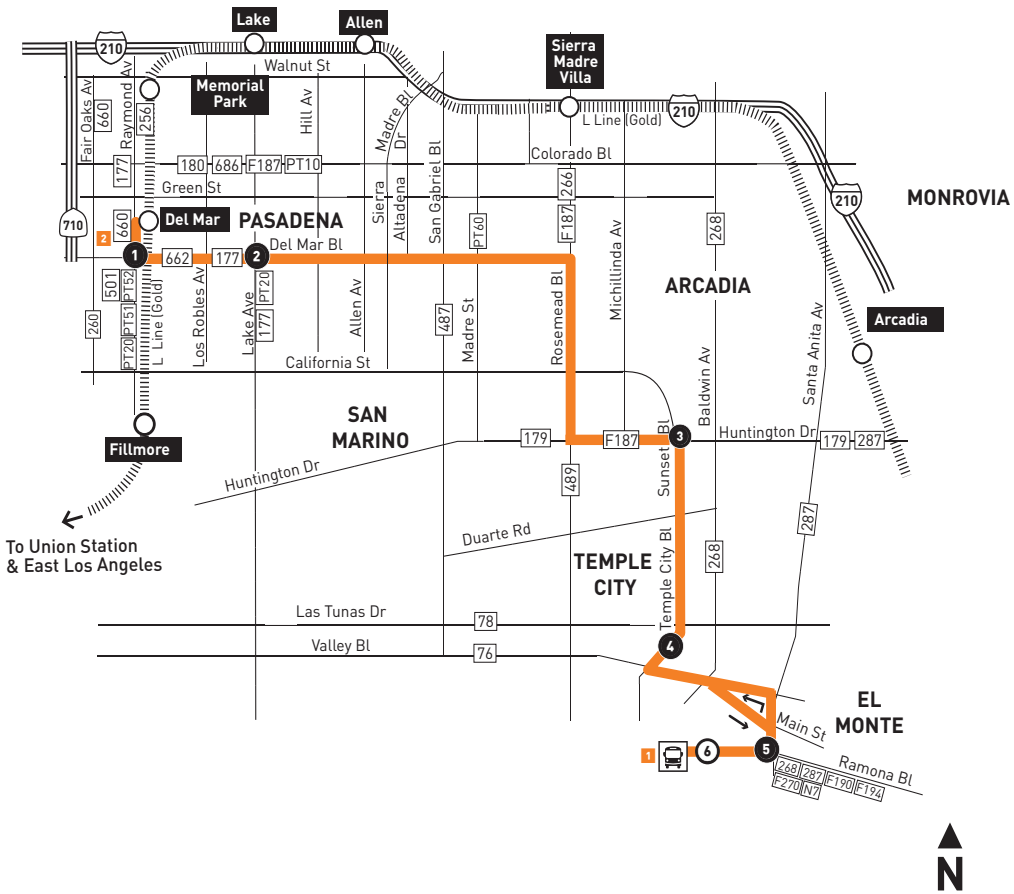 Lake
Allen
Sierra
Madre
Villa
210
Walnut St
Memorial
Park
Fair Oaks Av
660
Raymond Av
256
177
Hill Av
Sierra
Madre Bl
Altadena
Dr
San Gabriel Bl
L Line (Gold)
210
Colorado Bl
180
686
F187
PT10
266
F187
Green St
210
MONROVIA
710
660
Del Mar
PASADENA
2
1
662
177
2
Del Mar Bl
PT60
268
Michillinda Av
ARCADIA
501
PT52
PT51
PT20
260
L Line (Gold)
Los Robles Av
Lake Ave
PT20
177
Allen Av
487
Madre St
Rosemead Bl
Baldwin Av
Santa Anita Av
Arcadia
California St
SAN
MARINO
Fillmore
179
F187
Sunset Bl
3
Huntington Dr
179
287
Huntington Dr
489
287
To Union Station
& East Los Angeles
Duarte Rd
TEMPLE
CITY
Temple City Bl
268
Las Tunas Dr
78
Valley Bl
76
4
EL
MONTE
Main St
1
6
5
Ramona Bl
268
287
F190
F194
F270
N7
N